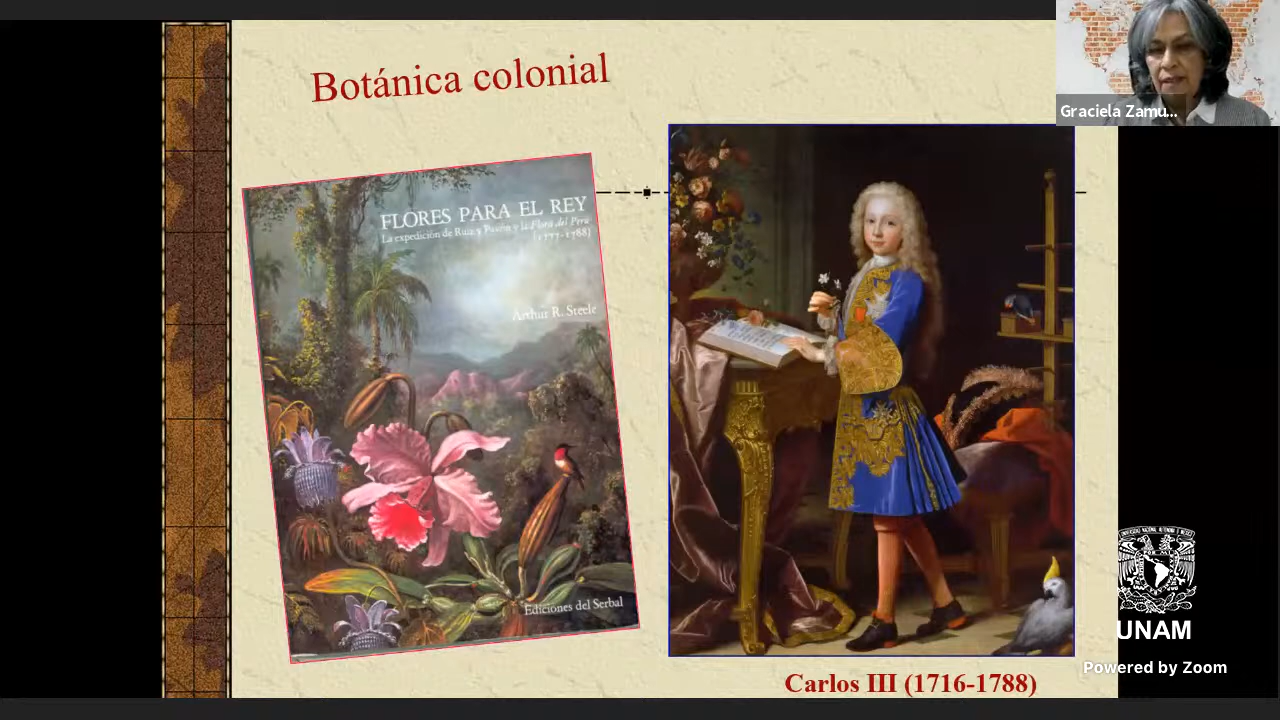 Botánica colonial
Graciela Zamu...
FLORES PARA EL REY
La expedición de Ruiz y Pavón y la Flora del Perú
(1777-1788)
Arthur R. Steele
Ediciones del Serbal
UNAM
Powered by Zoom
Carlos III (1716-1788)